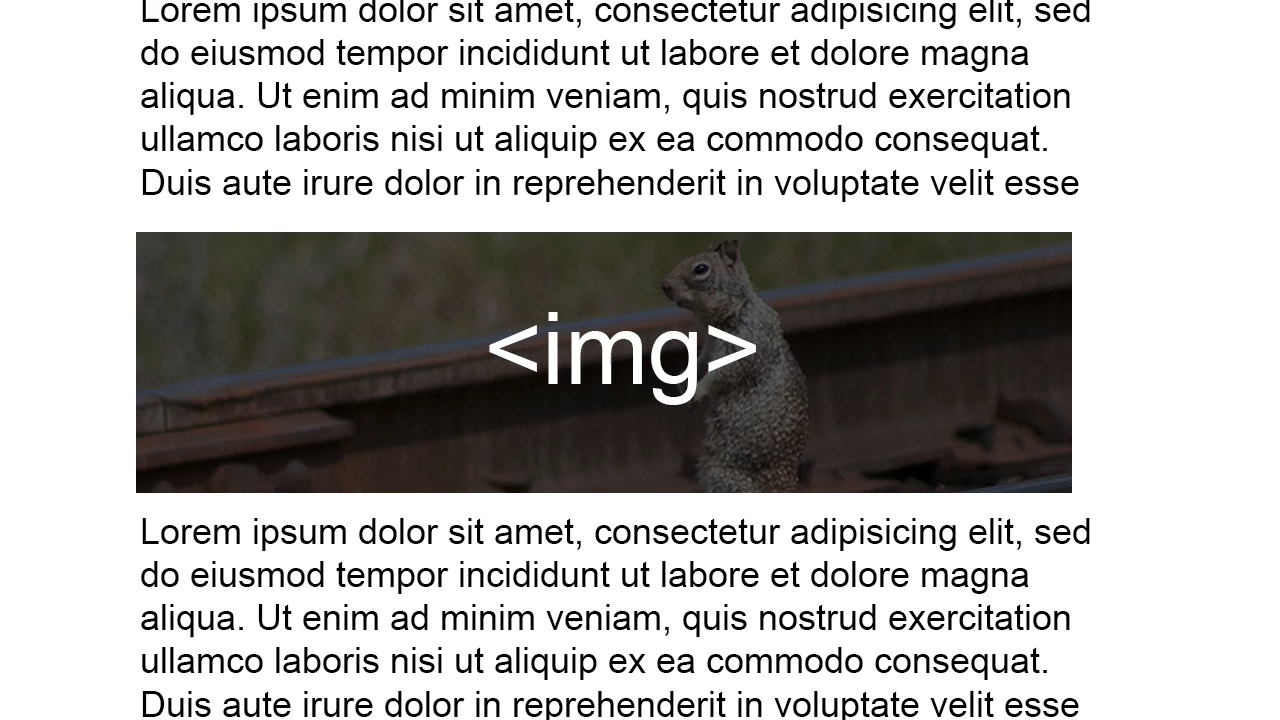 Lorem ipsum dolor sit amet, consectetur adipisicing elit, sed
do eiusmod tempor incididunt ut labore et dolore magna
aliqua. Ut enim ad minim veniam, quis nostrud exercitation
ullamco laboris nisi ut aliquip ex ea commodo consequat.
Duis aute irure dolor in reprehenderit in voluptate velit esse
<img>
Lorem ipsum dolor sit amet, consectetur adipisicing elit, sed
do eiusmod tempor incididunt ut labore et dolore magna
aliqua. Ut enim ad minim veniam, quis nostrud exercitation
ullamco laboris nisi ut aliquip ex ea commodo consequat.
Duis aute irure dolor in reprehenderit in voluptate velit esse